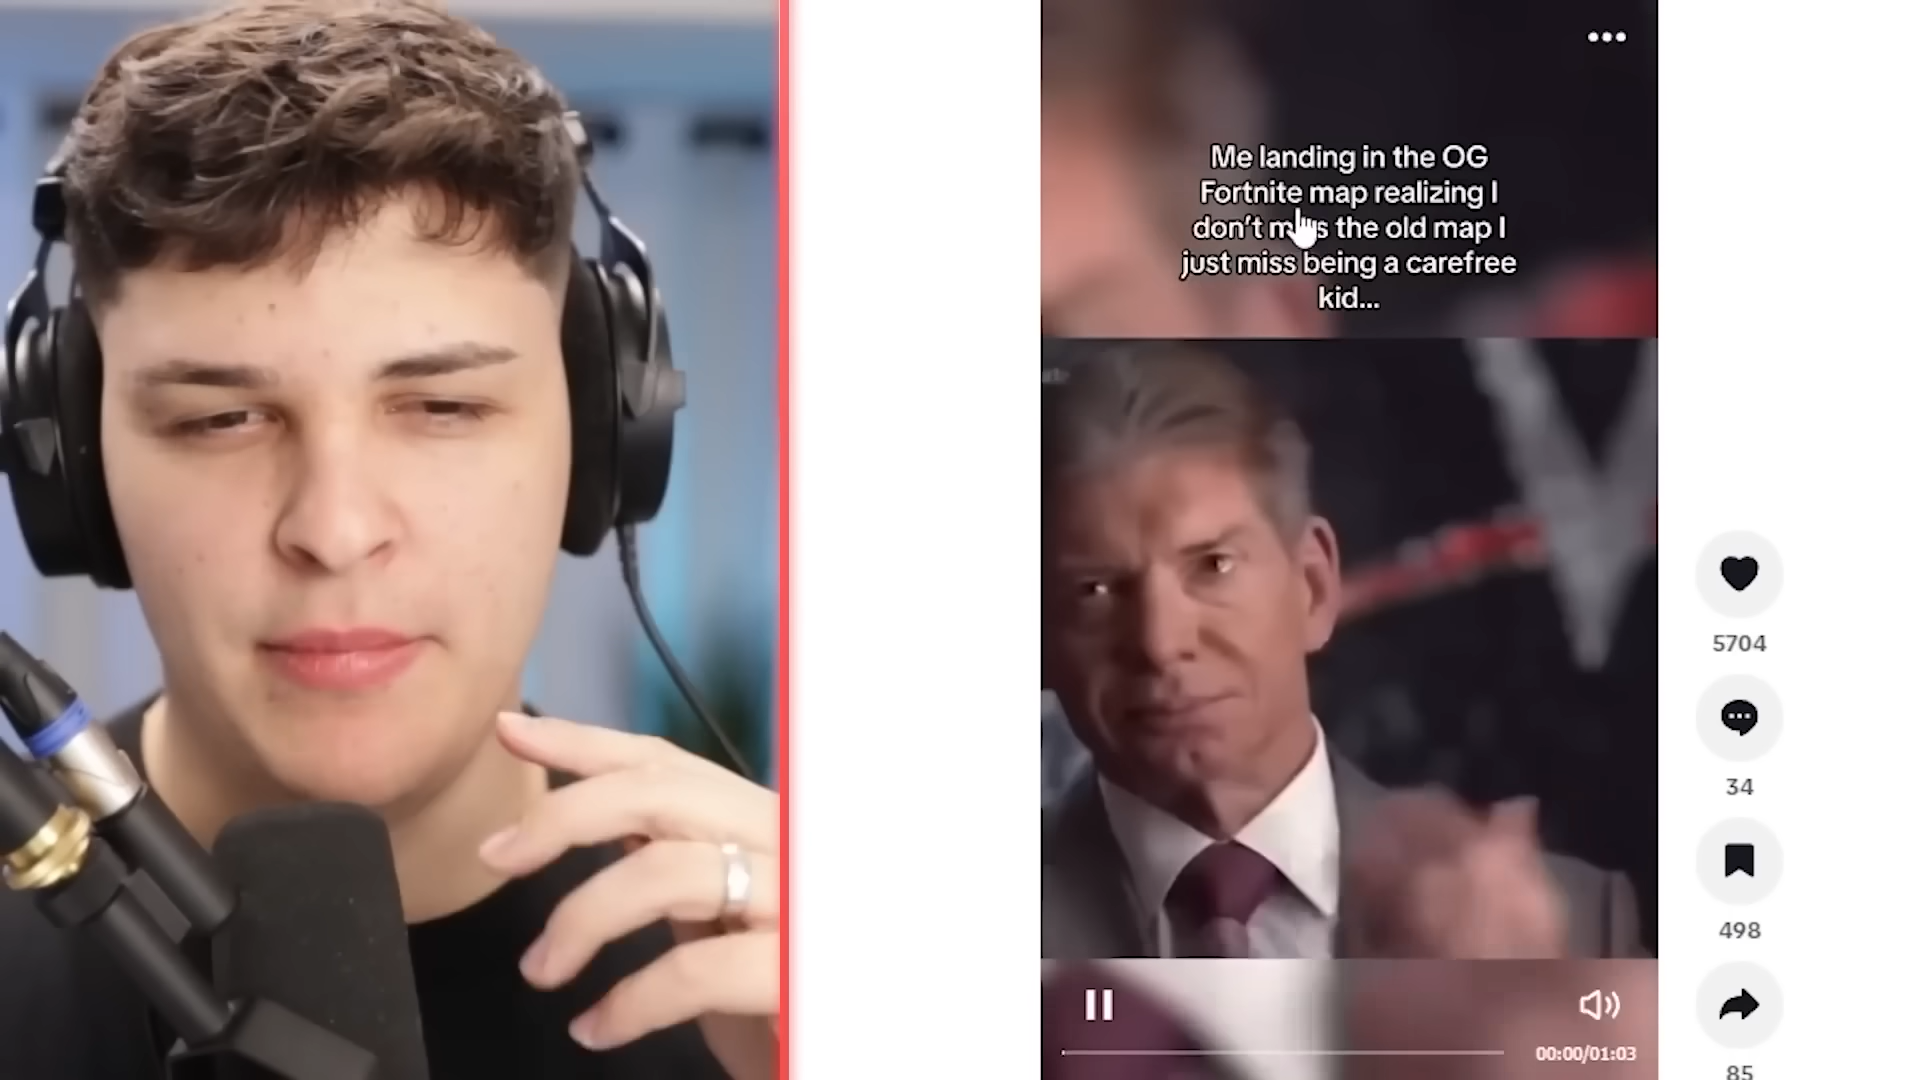 Me landing in the OG
Fortnite map realizing I
don't miss the old map I
just miss being a carefree
kid...
5704
34
498
85
00:00/01:03